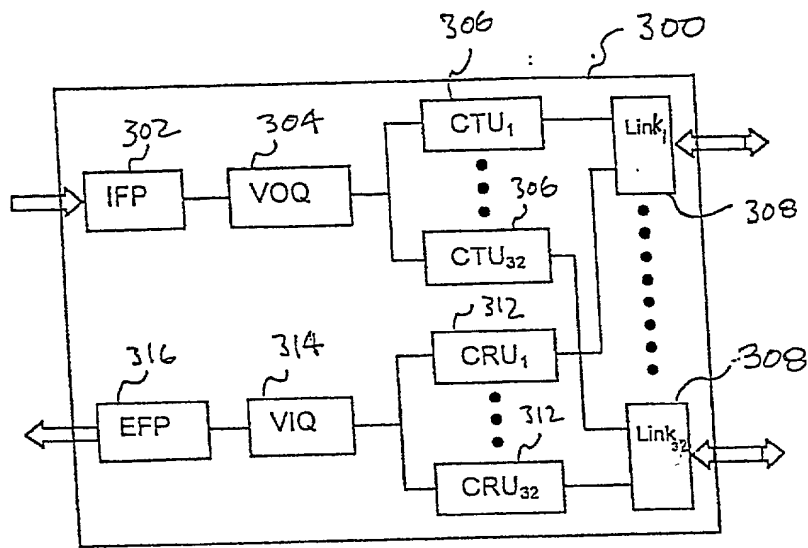 306
300
302
304
CTU1
Link1
IFP
VOQ
306
308
CTU32
312
316
314
CRU1
308
EFP
VIQ
312
Link32
CRU32